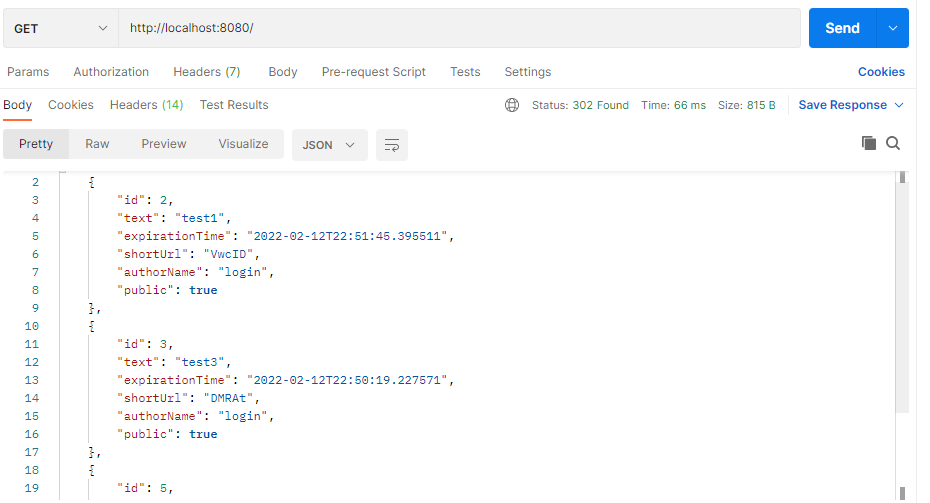 GET http://localhost:8080/ Send
Params Authorization Headers (7) Body Pre-request Script Tests Settings Cookies
Body Cookies Headers (14) Test Results Status: 302 Found Time: 66 ms Size: 815 B Save Response
Pretty Raw Preview Visualize JSON
2 {
3 "id": 2,
4 "text": "test1",
5 "expirationTime": "2022-02-12T22:51:45.395511",
6 "shortUrl": "VwcID",
7 "authorName": "login",
8 "public": true
9 },
10 {
11 "id": 3,
12 "text": "test3",
13 "expirationTime": "2022-02-12T22:50:19.227571",
14 "shortUrl": "DMRAt",
15 "authorName": "login",
16 "public": true
17 },
18 {
19 "id": 5,